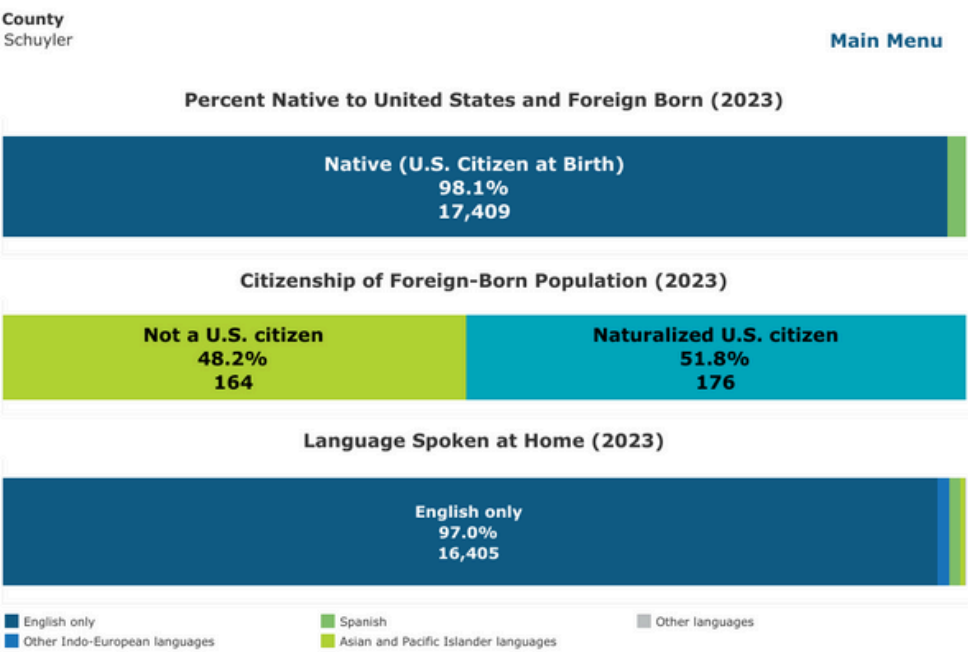 County
Schuyler
Main Menu
Percent Native to United States and Foreign Born (2023)
Native (U.S. Citizen at Birth)
98.1%
17,409
Citizenship of Foreign-Born Population (2023)
Not a U.S. citizen
48.2%
164
Naturalized U.S. citizen
51.8%
176
Language Spoken at Home (2023)
English only
97.0%
16,405
English only
Spanish
Other languages
Other Indo-European languages
Asian and Pacific Islander languages